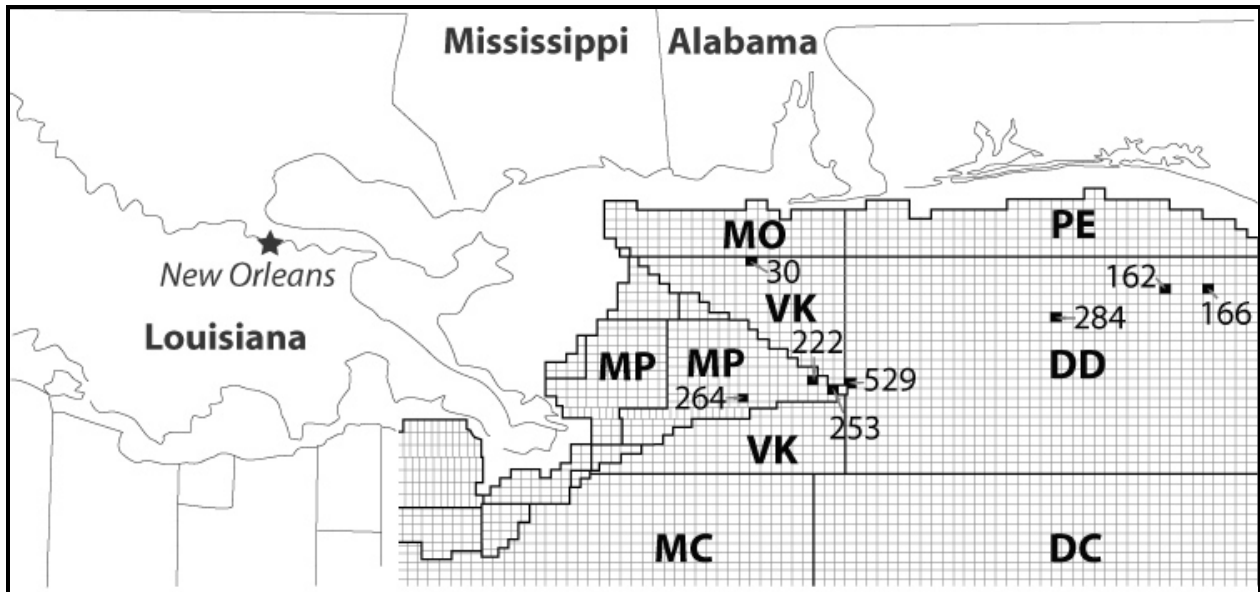 Mississippi
Alabama
MO
PE
New Orleans
30
162
166
VK
284
Louisiana
222
MP
MP
DD
529
264
253
VK
MC
DC